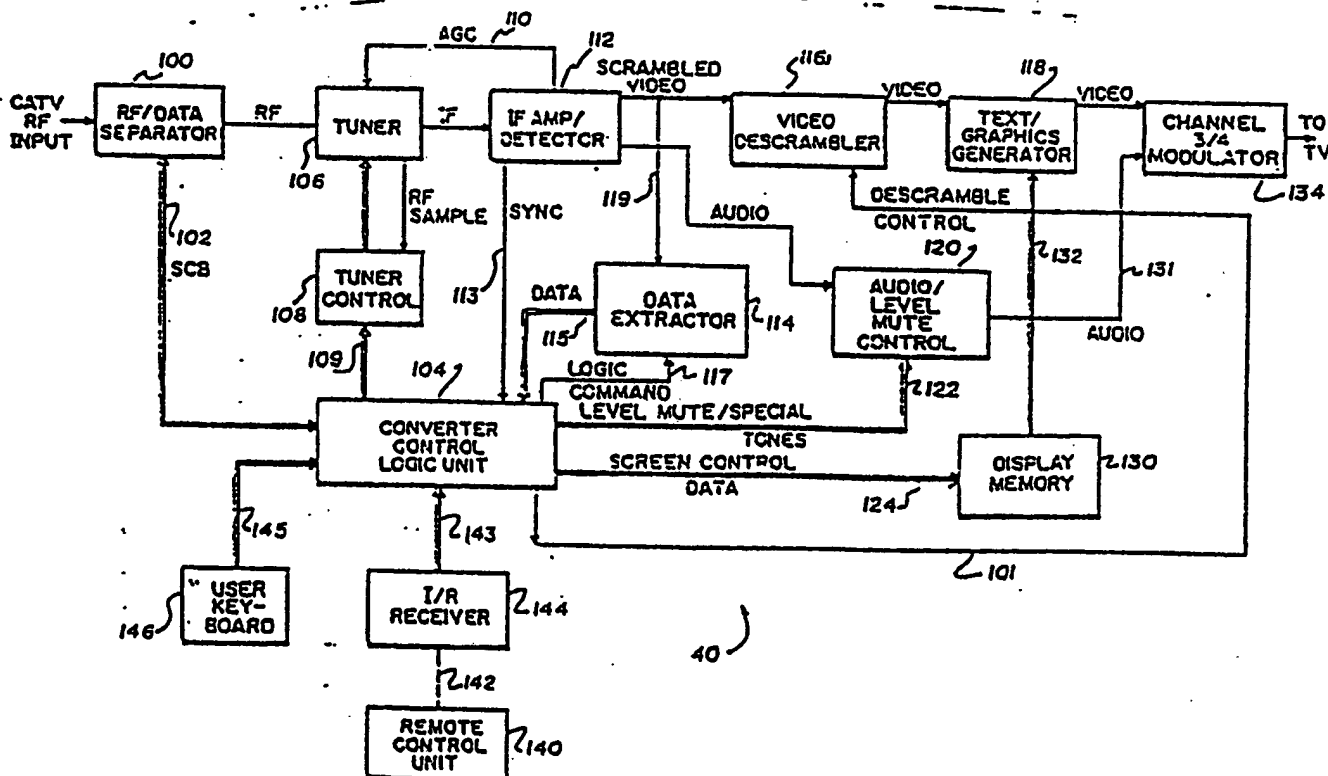 110
AGC
112
100
SCRAMBLED
VIDEO
116
118
CATV
RF
INPUT
RF/DATA
SEPARATOR
RF
TUNER
IF
IF AMP/
DETECTOR
VIDEO
DESCRAMBLER
VIDEO
TEXT/
GRAPHICS
GENERATOR
VIDEO
CHANNEL
3/4
MODULATOR
TO
TV
106
134
RF
SAMPLE
SYNC
119
AUDIO
DESCRAMBLE
CONTROL
102
SCB
120
132
131
TUNER
CONTROL
108
113
DATA
115
DATA
EXTRACTOR
114
AUDIO/
LEVEL
MUTE
CONTROL
AUDIO
109
104
LOGIC
COMMAND
117
122
CONVERTER
CONTROL
LOGIC UNIT
LEVEL MUTE/SPECIAL
TONES
SCREEN CONTROL
DATA
124
DISPLAY
MEMORY
130
145
143
101
USER
KEY-
BOARD
146
I/R
RECEIVER
144
40
142
REMOTE
CONTROL
UNIT
140